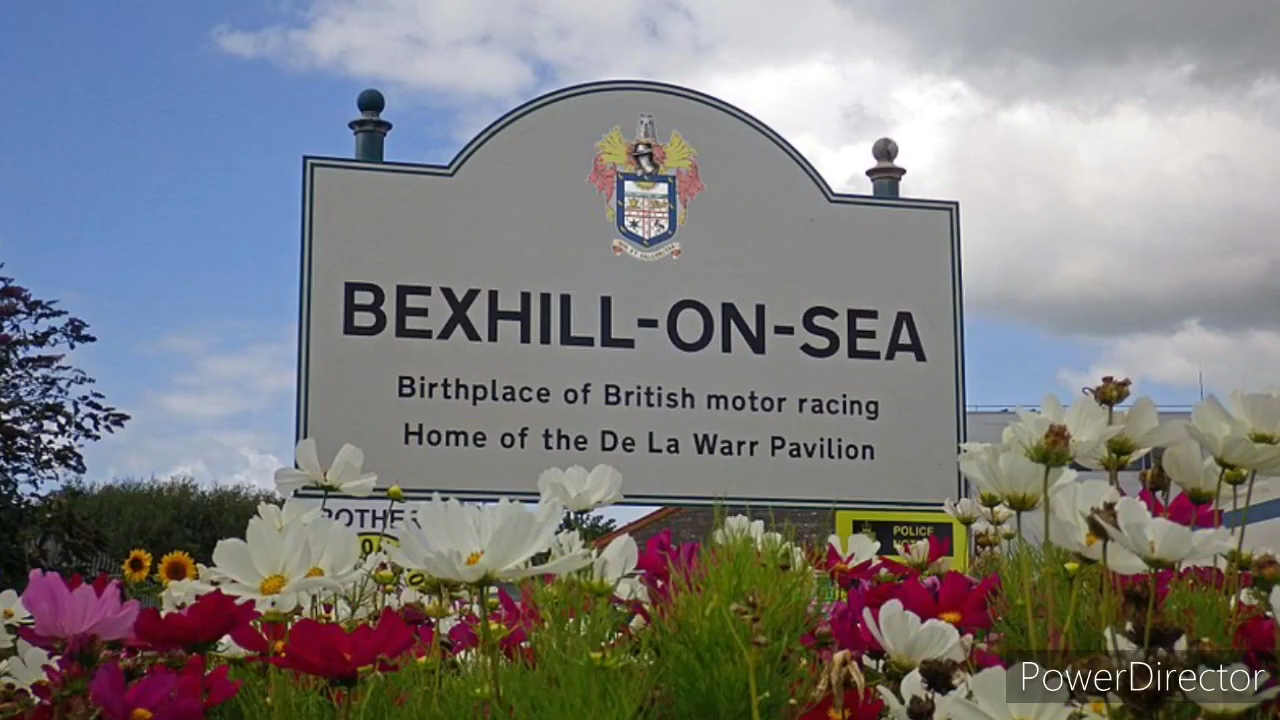 BEXHILL-ON-SEA
Birthplace of British motor racing
Home of the De La Warr Pavilion
POLICE
PowerDirector